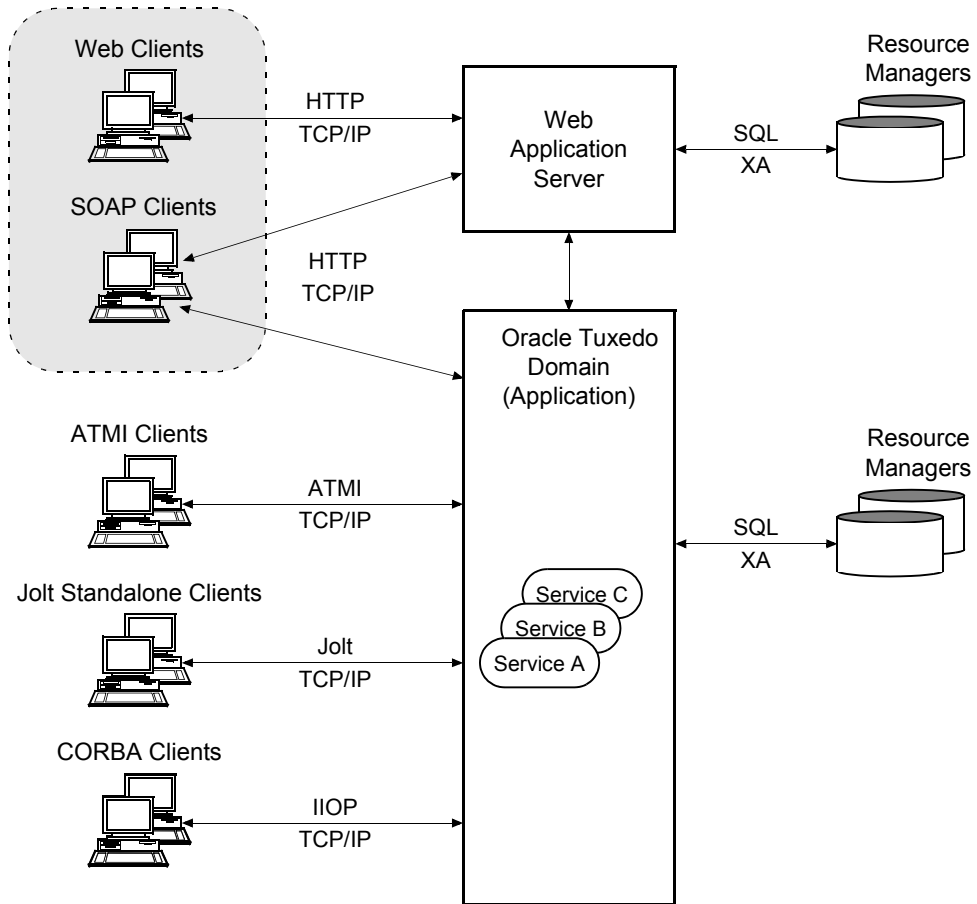 Web Clients
HTTP
TCP/IP
Web
Application
Server
SQL
XA
Resource
Managers
SOAP Clients
HTTP
TCP/IP
Oracle Tuxedo
Domain
(Application)
ATMI Clients
ATMI
TCP/IP
Resource
Managers
SQL
XA
Jolt Standalone Clients
Jolt
TCP/IP
Service C
Service B
Service A
CORBA Clients
IIOP
TCP/IP